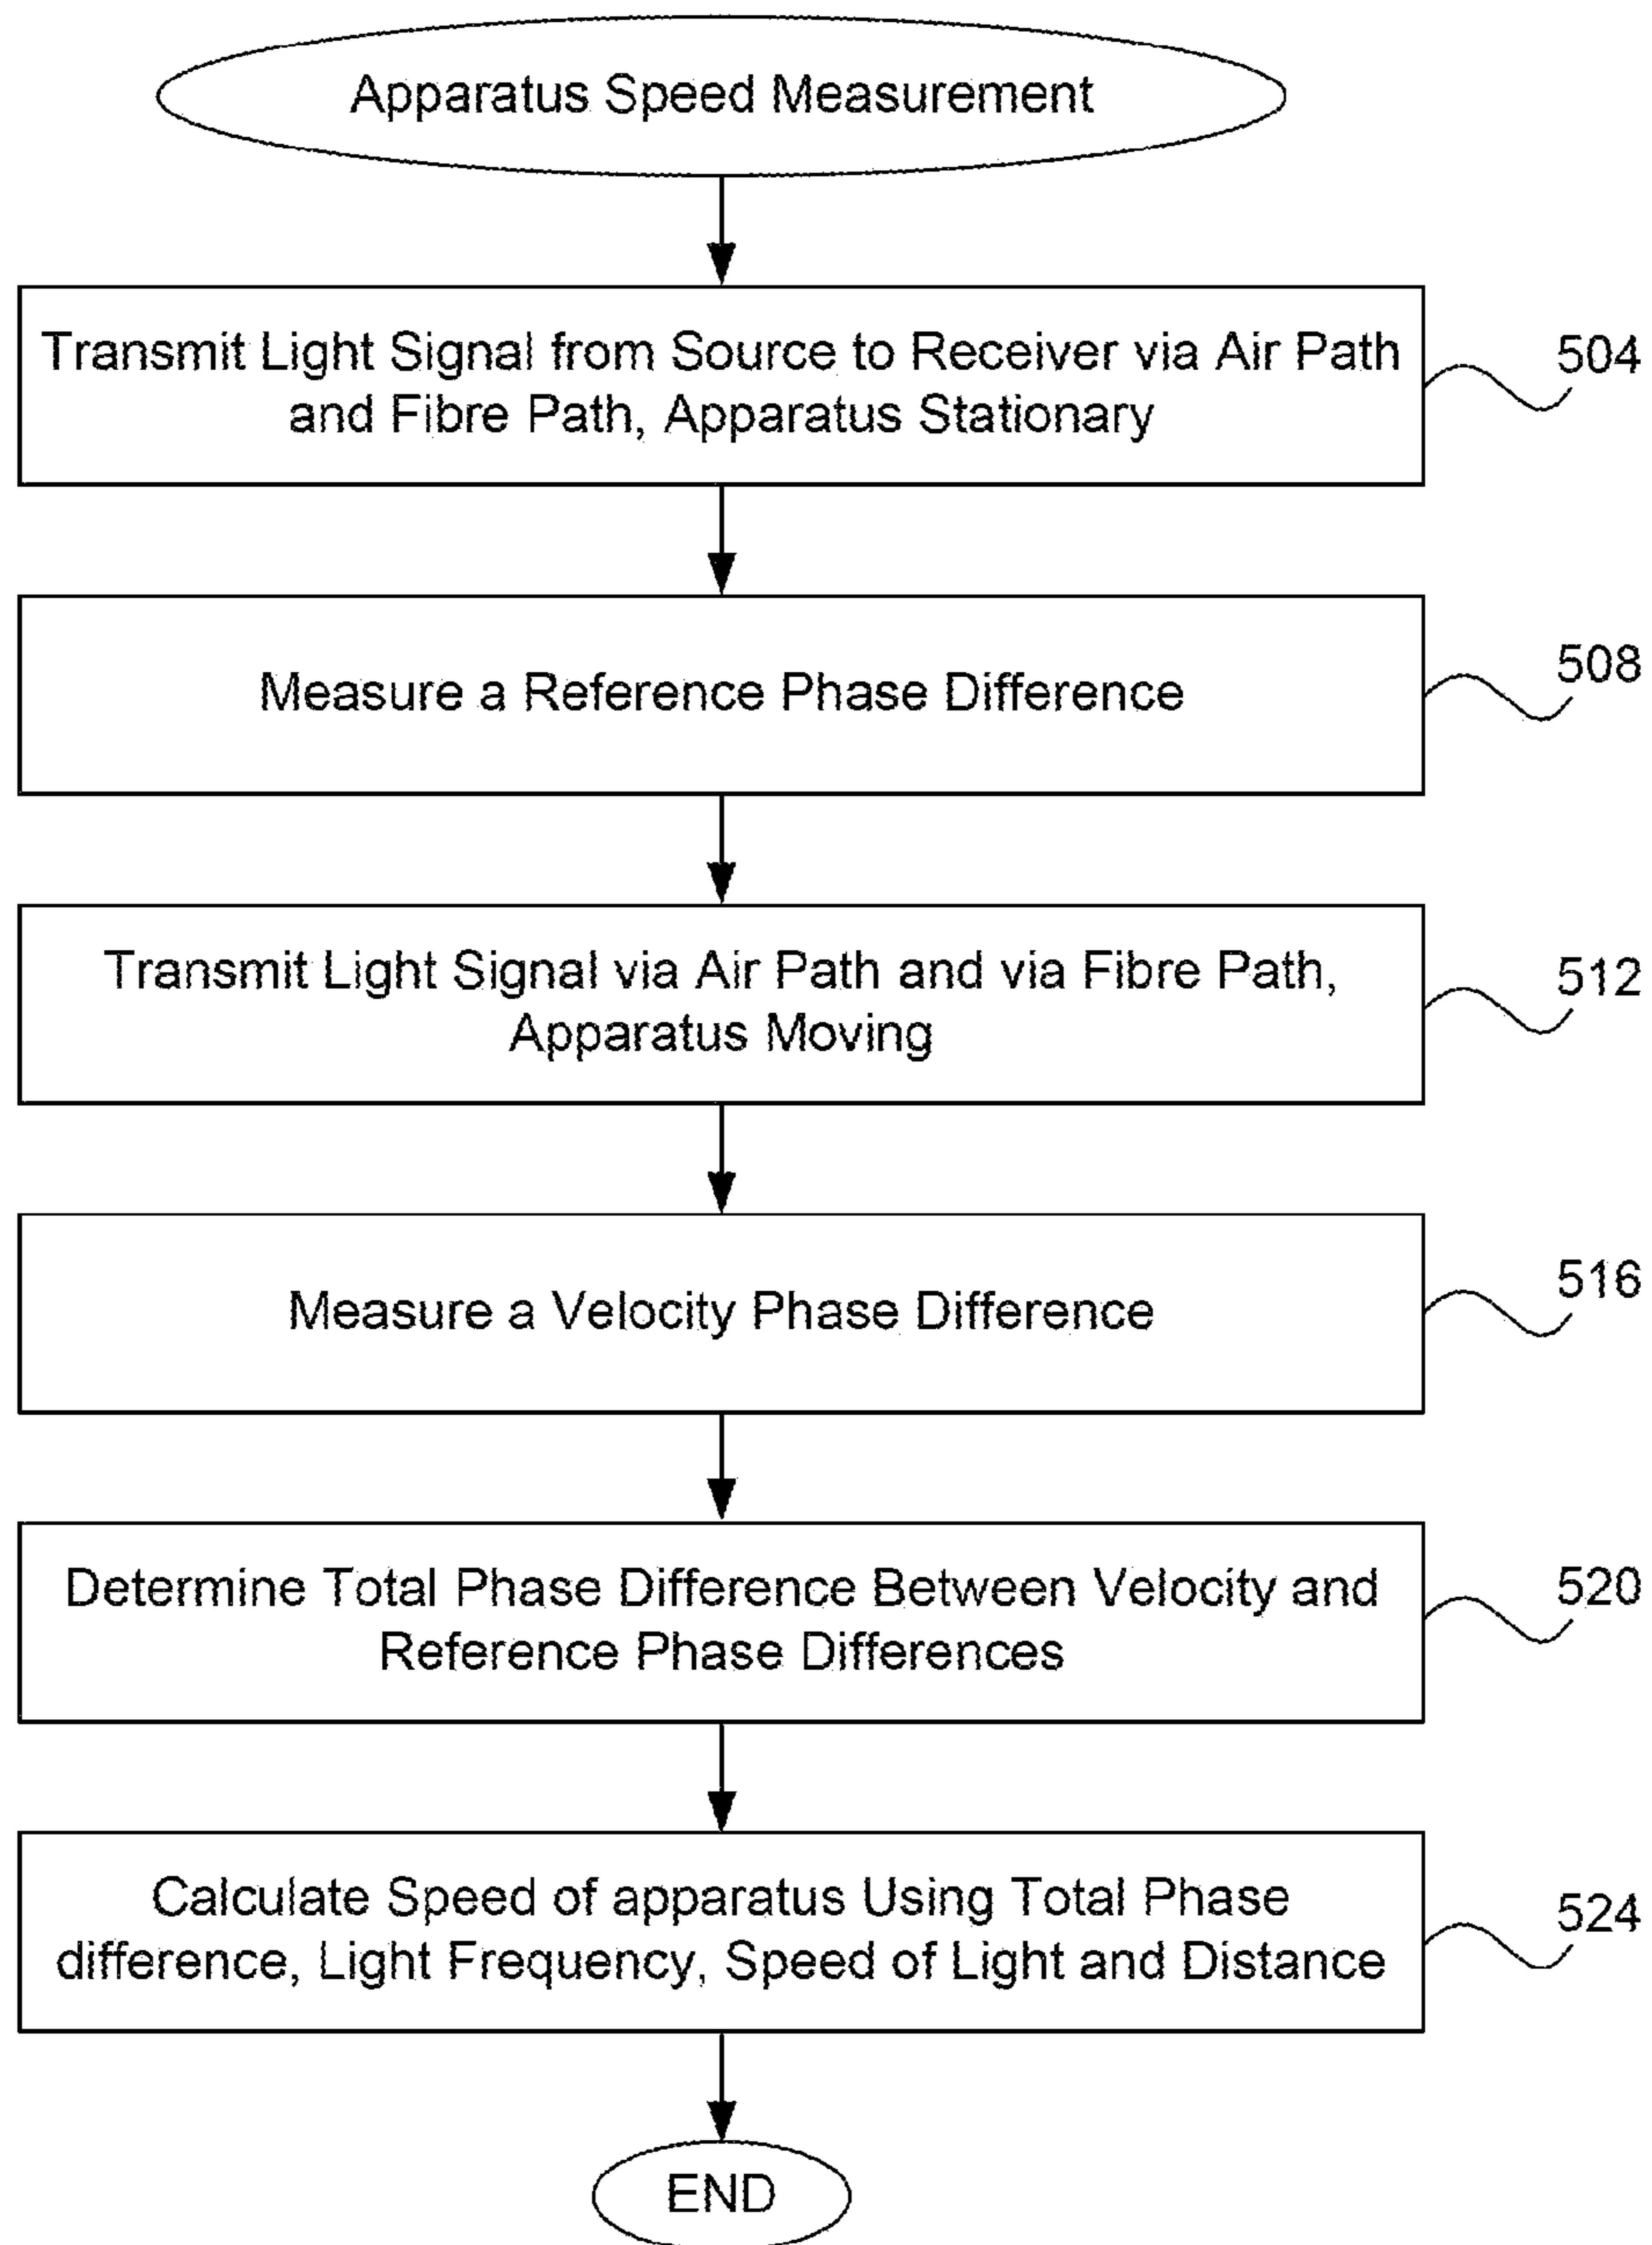 Apparatus Speed Measurement
Transmit Light Signal from Source to Receiver via Air Path
and Fibre Path, Apparatus Stationary
504
Measure a Reference Phase Difference
508
Transmit Light Signal via Air Path and via Fibre Path,
Apparatus Moving
512
Measure a Velocity Phase Difference
516
Determine Total Phase Difference Between Velocity and
Reference Phase Differences
520
Calculate Speed of apparatus Using Total Phase
difference, Light Frequency, Speed of Light and Distance
524
END